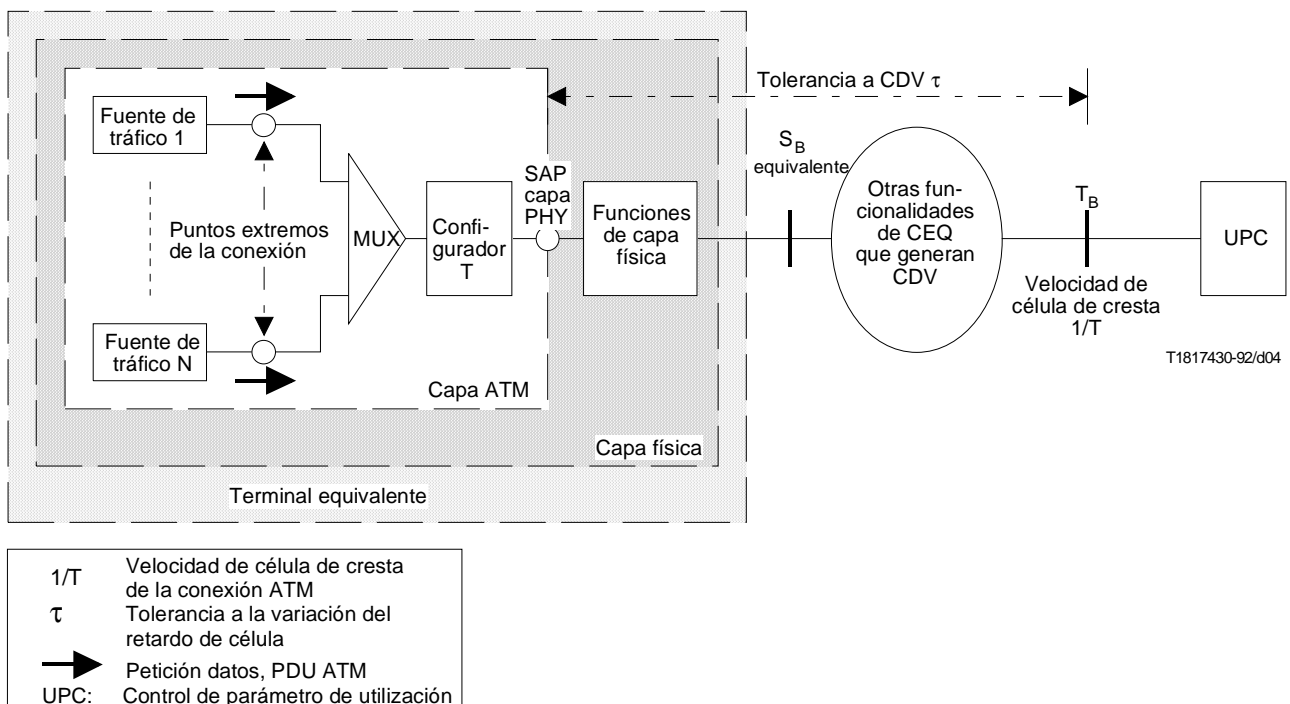 Tolerancia a CDV τ
Fuente de
tráfico 1
Puntos extremos
de la conexión
Fuente de
tráfico N
MUX
Confi-
gurador
T
SAP
capa
PHY
Funciones
de capa
física
S_B
equivalente
Otras fun-
cionalidades
de CEQ
que generan
CDV
T_B
Velocidad de
célula de cresta
1/T
UPC
T1817430-92/d04
Capa ATM
Capa física
Terminal equivalente
1/T Velocidad de célula de cresta
de la conexión ATM
τ Tolerancia a la variación del
retardo de célula
Petición datos, PDU ATM
UPC: Control de parámetro de utilización